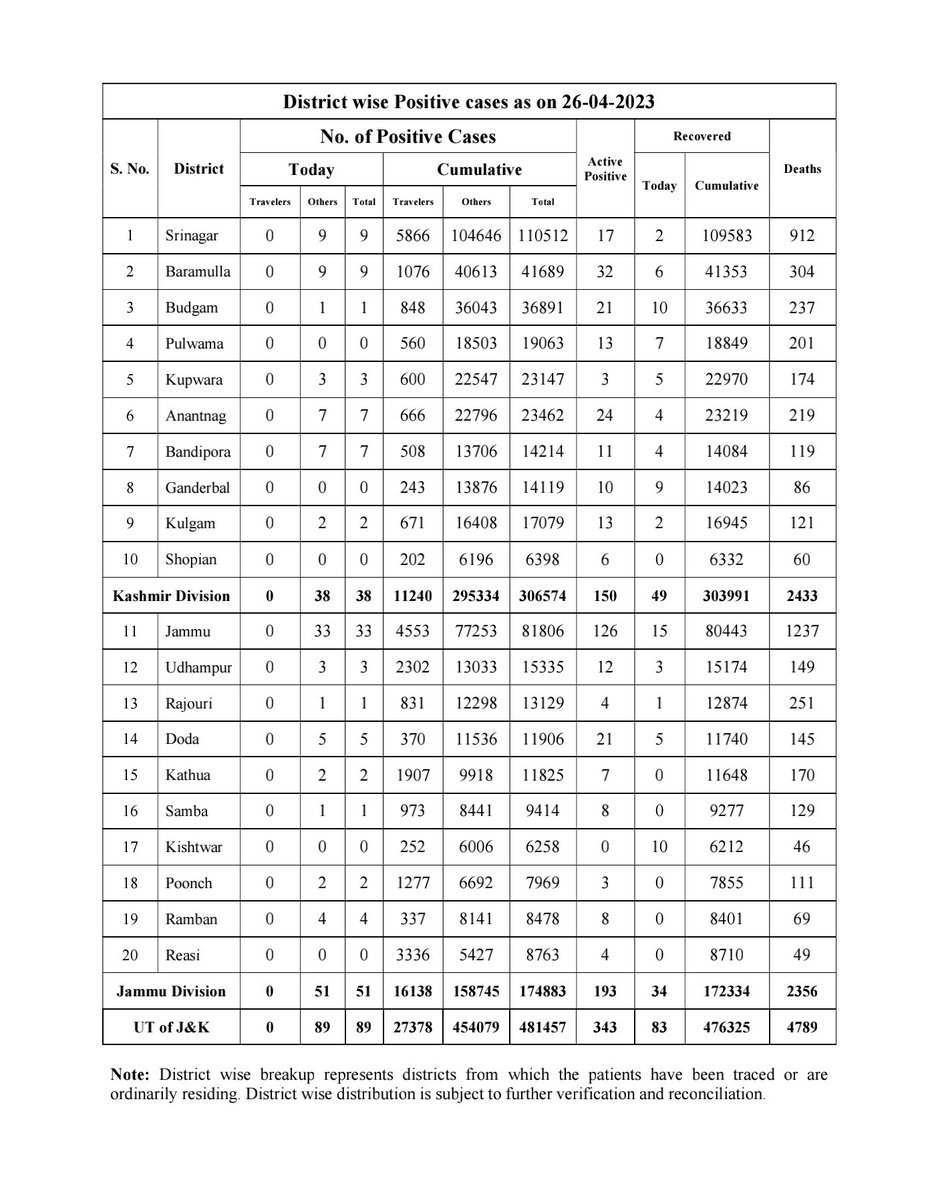 District wise Positive cases as on 26-04-2023
S. No. District No. of Positive Cases Active Positive Recovered Deaths
Today Cumulative Today Cumulative
Travelers Others Total Travelers Others Total
1 Srinagar 0 9 9 5866 104646 110512 17 2 109583 912
2 Baramulla 0 9 9 1076 40613 41689 32 6 41353 304
3 Budgam 0 1 1 848 36043 36891 21 10 36633 237
4 Pulwama 0 0 0 560 18503 19063 13 7 18849 201
5 Kupwara 0 3 3 600 22547 23147 3 5 22970 174
6 Anantnag 0 7 7 666 22796 23462 24 4 23219 219
7 Bandipora 0 7 7 508 13706 14214 11 4 14084 119
8 Ganderbal 0 0 0 243 13876 14119 10 9 14023 86
9 Kulgam 0 2 2 671 16408 17079 13 2 16945 121
10 Shopian 0 0 0 202 6196 6398 6 0 6332 60
Kashmir Division 0 38 38 11240 295334 306574 150 49 303991 2433
11 Jammu 0 33 33 4553 77253 81806 126 15 80443 1237
12 Udhampur 0 3 3 2302 13033 15335 12 3 15174 149
13 Rajouri 0 1 1 831 12298 13129 4 1 12874 251
14 Doda 0 5 5 370 11536 11906 21 5 11740 145
15 Kathua 0 2 2 1907 9918 11825 7 0 11648 170
16 Samba 0 1 1 973 8441 9414 8 0 9277 129
17 Kishtwar 0 0 0 252 6006 6258 0 10 6212 46
18 Poonch 0 2 2 1277 6692 7969 3 0 7855 111
19 Ramban 0 4 4 337 8141 8478 8 0 8401 69
20 Reasi 0 0 0 3336 5427 8763 4 0 8710 49
Jammu Division 0 51 51 16138 158745 174883 193 34 172334 2356
UT of J&K 0 89 89 27378 454079 481457 343 83 476325 4789
Note: District wise breakup represents districts from which the patients have been traced or are
ordinarily residing. District wise distribution is subject to further verification and reconciliation.